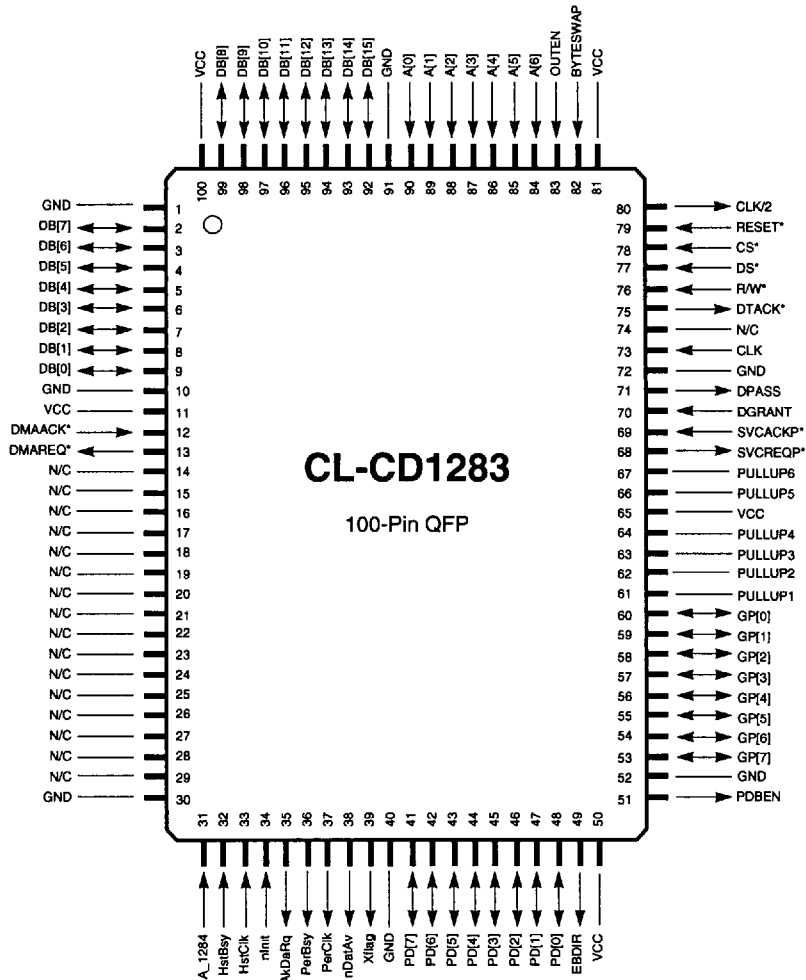 VCC
DB[8]
DB[9]
DB[10]
DB[11]
DB[12]
DB[13]
DB[14]
DB[15]
GND
A[0]
A[1]
A[2]
A[3]
A[4]
A[5]
A[6]
OUTEN
BYTESWAP
VCC
100 99 98 97 96 95 94 93 92 91 90 89 88 87 86 85 84 83 82 81
GND 1
DB[7] 2
DB[6] 3
DB[5] 4
DB[4] 5
DB[3] 6
DB[2] 7
DB[1] 8
DB[0] 9
GND 10
VCC 11
DMAACK* 12
DMAREQ* 13
N/C 14
N/C 15
N/C 16
N/C 17
N/C 18
N/C 19
N/C 20
N/C 21
N/C 22
N/C 23
N/C 24
N/C 25
N/C 26
N/C 27
N/C 28
N/C 29
GND 30
CL-CD1283
100-Pin QFP
80 CLK/2
79 RESET*
78 CS*
77 DS*
76 R/W*
75 DTACK*
74 N/C
73 CLK
72 GND
71 DPASS
70 DGRANT
69 SVCACKP*
68 SVCREQP*
67 PULLUP6
66 PULLUP5
65 VCC
64 PULLUP4
63 PULLUP3
62 PULLUP2
61 PULLUP1
60 GP[0]
59 GP[1]
58 GP[2]
57 GP[3]
56 GP[4]
55 GP[5]
54 GP[6]
53 GP[7]
52 GND
51 PDBEN
31 32 33 34 35 36 37 38 39 40 41 42 43 44 45 46 47 48 49 50
A_1284
HstBsy
HstClk
nInit
AkDaRq
PerBsy
PerClk
nDatAv
Xflag
GND
PD[7]
PD[6]
PD[5]
PD[4]
PD[3]
PD[2]
PD[1]
PD[0]
EBDIR
VCC